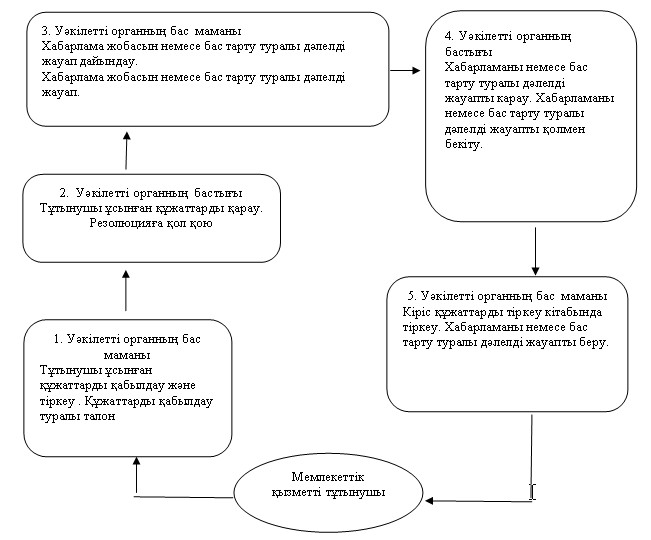 3. Уәкілетті органның бас маманы
Хабарлама жобасын немесе бас тарту туралы дәлелді
жауап дайындау.
Хабарлама жобасын немесе бас тарту туралы дәлелді
жауап.
4. Уәкілетті органның
бастығы
Хабарламаны немесе бас
тарту туралы дәлелді
жауапты қарау. Хабарламаны
немесе бас тарту туралы
дәлелді жауапты қолмен
бекіту.
2. Уәкілетті органның бастығы
Тұтынушы ұсынған құжаттарды қарау.
Резолюцияға қол қою
5. Уәкілетті органның бас маманы
Кіріс құжаттарды тіркеу кітабында
тіркеу. Хабарламаны немесе бас
тарту туралы дәлелді жауапты беру.
1. Уәкілетті органның бас
маманы
Тұтынушы ұсынған
құжаттарды қабылдау және
тіркеу . Құжаттарды қабылдау
туралы талон
Мемлекеттік
қызметті тұтынушы